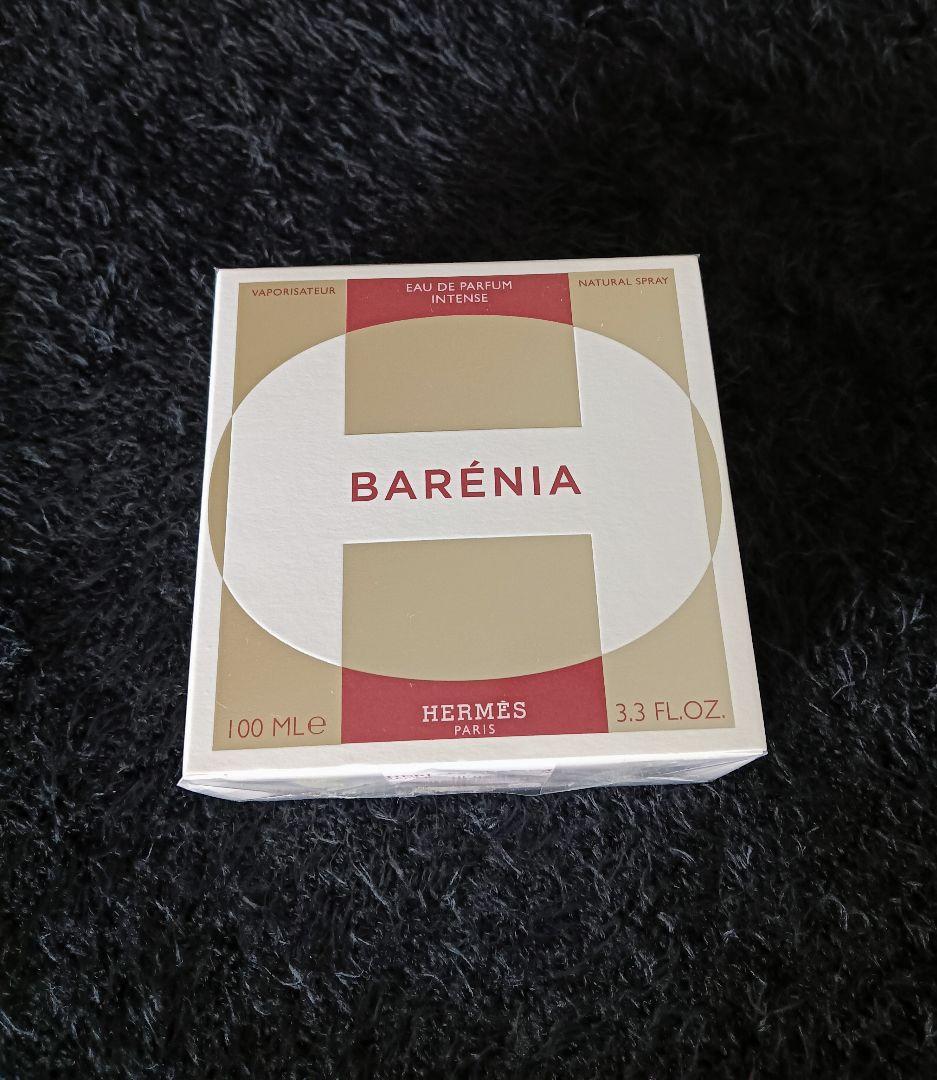 VAPORISATEUR
EAU DE PARFUM
INTENSE
NATURAL SPRAY
BARÉNIA
100 ML℮
HERMÈS
PARIS
3.3 FL.OZ.